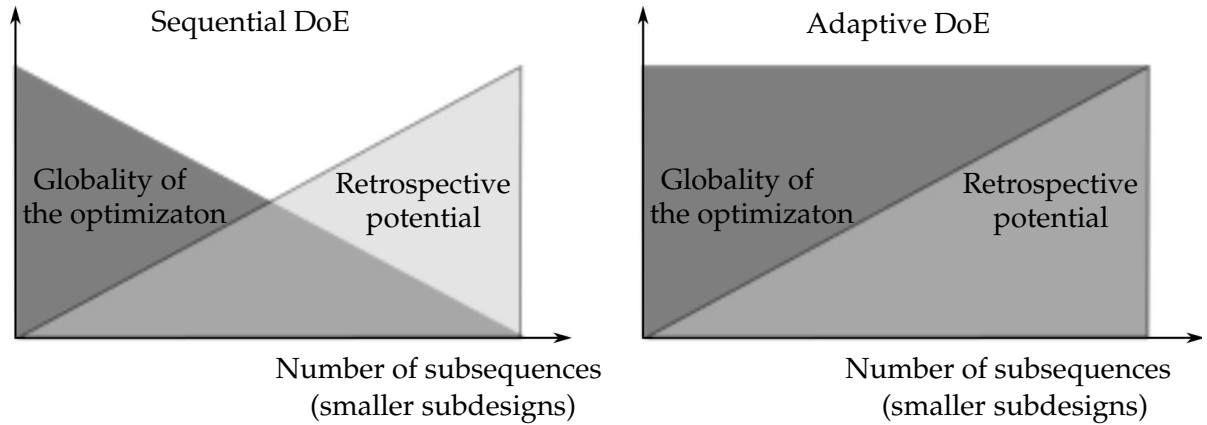 Sequential DoE
Globality of
the optimizaton
Retrospective
potential
Number of subsequences
(smaller subdesigns)
Adaptive DoE
Globality of
the optimizaton
Retrospective
potential
Number of subsequences
(smaller subdesigns)